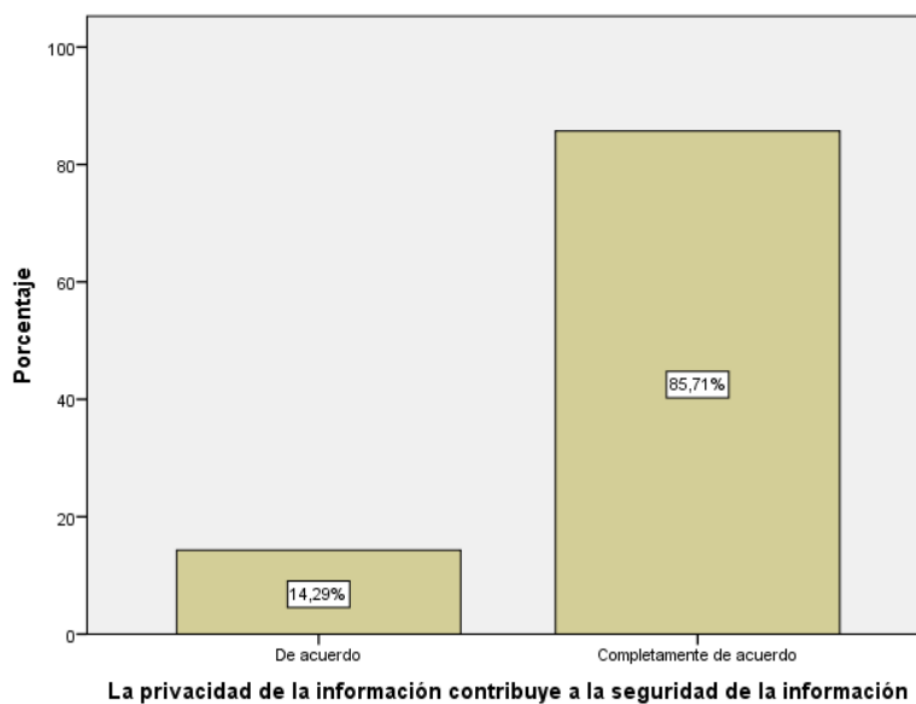 Porcentaje
100
80
60
40
20
0
14,29%
85,71%
De acuerdo
Completamente de acuerdo
La privacidad de la información contribuye a la seguridad de la información